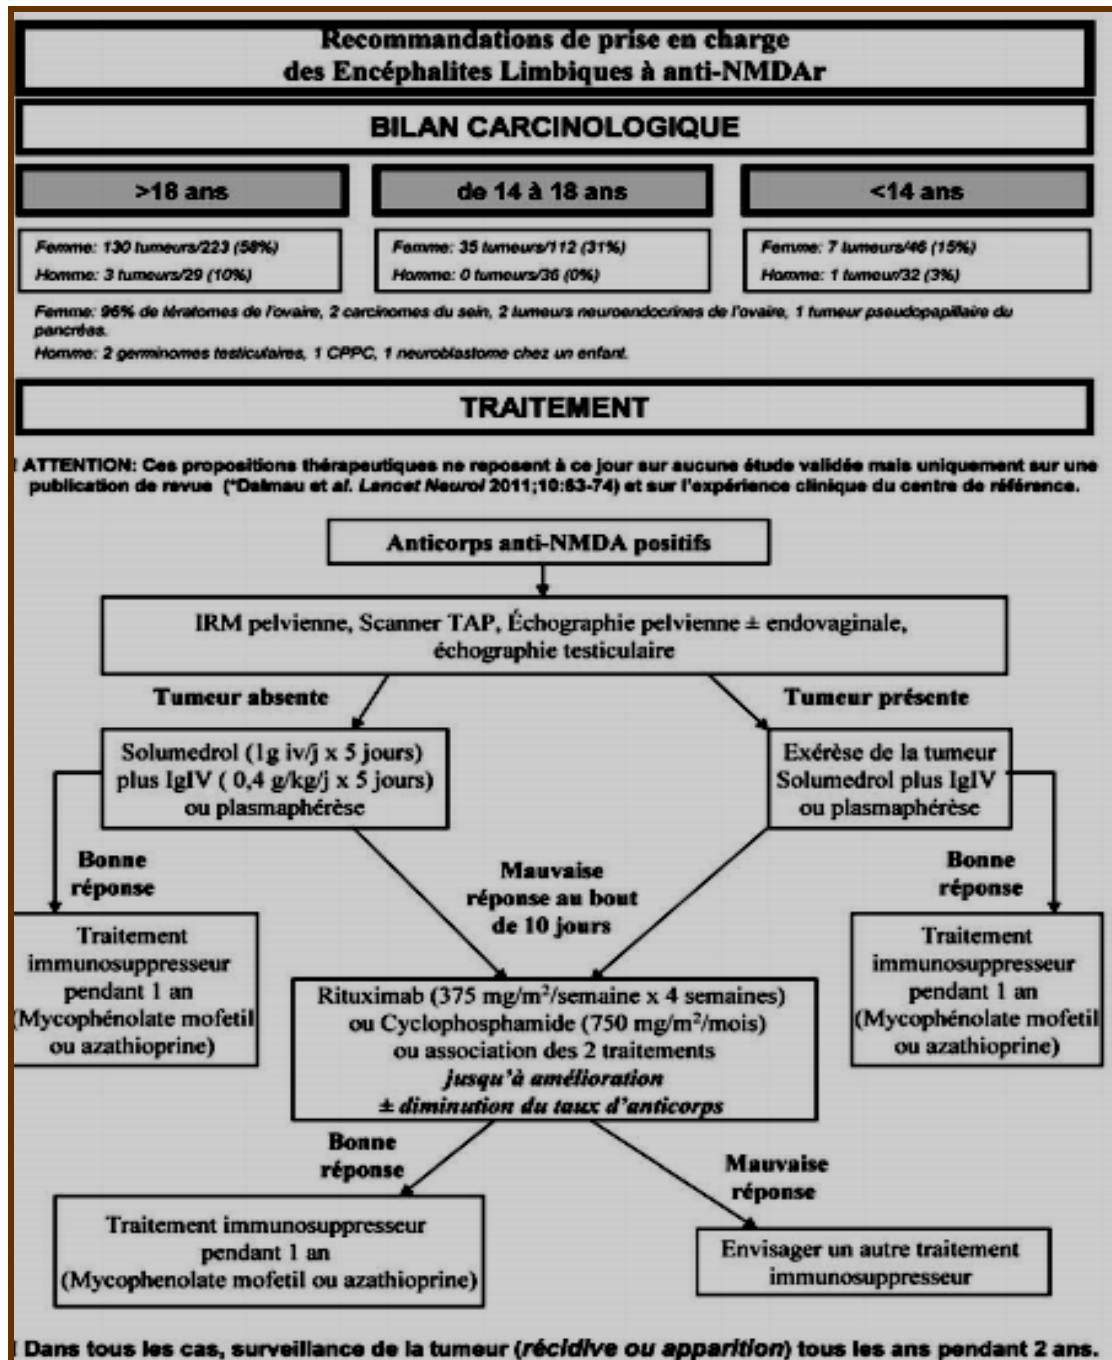 Recommandations de prise en charge
des Encéphalites Limbiques à anti-NMDAr
BILAN CARCINOLOGIQUE
>18 ans
de 14 à 18 ans
<14 ans
Femme: 130 tumeurs/223 (58%)
Homme: 3 tumeurs/29 (10%)
Femme: 35 tumeurs/112 (31%)
Homme: 0 tumeurs/36 (0%)
Femme: 7 tumeurs/46 (15%)
Homme: 1 tumeur/32 (3%)
Femme: 96% de tératomes de l'ovaire, 2 carcinomes du sein, 2 tumeurs neuroendocrines de l'ovaire, 1 tumeur pseudopapillaire du
pancréas.
Homme: 2 germinomes testiculaires, 1 CPPC, 1 neuroblastome chez un enfant.
TRAITEMENT
! ATTENTION: Ces propositions thérapeutiques ne reposent à ce jour sur aucune étude validée mais uniquement sur une
publication de revue (*Dalmau et al. Lancet Neurol 2011;10:63-74) et sur l'expérience clinique du centre de référence.
Anticorps anti-NMDA positifs
IRM pelvienne, Scanner TAP, Échographie pelvienne ± endovaginale,
échographie testiculaire
Tumeur absente
Tumeur présente
Solumedrol (1g iv/j x 5 jours)
plus IgIV ( 0,4 g/kg/j x 5 jours)
ou plasmaphérèse
Exérèse de la tumeur
Solumedrol plus IgIV
ou plasmaphérèse
Bonne
réponse
Mauvaise
réponse au bout
de 10 jours
Bonne
réponse
Traitement
immunosuppresseur
pendant 1 an
(Mycophénolate mofetil
ou azathioprine)
Rituximab (375 mg/m²/semaine x 4 semaines)
ou Cyclophosphamide (750 mg/m²/mois)
ou association des 2 traitements
jusqu'à amélioration
± diminution du taux d'anticorps
Traitement
immunosuppresseur
pendant 1 an
(Mycophénolate mofetil
ou azathioprine)
Bonne
réponse
Mauvaise
réponse
Traitement immunosuppresseur
pendant 1 an
(Mycophenolate mofetil ou azathioprine)
Envisager un autre traitement
immunosuppresseur
! Dans tous les cas, surveillance de la tumeur (récidive ou apparition) tous les ans pendant 2 ans.